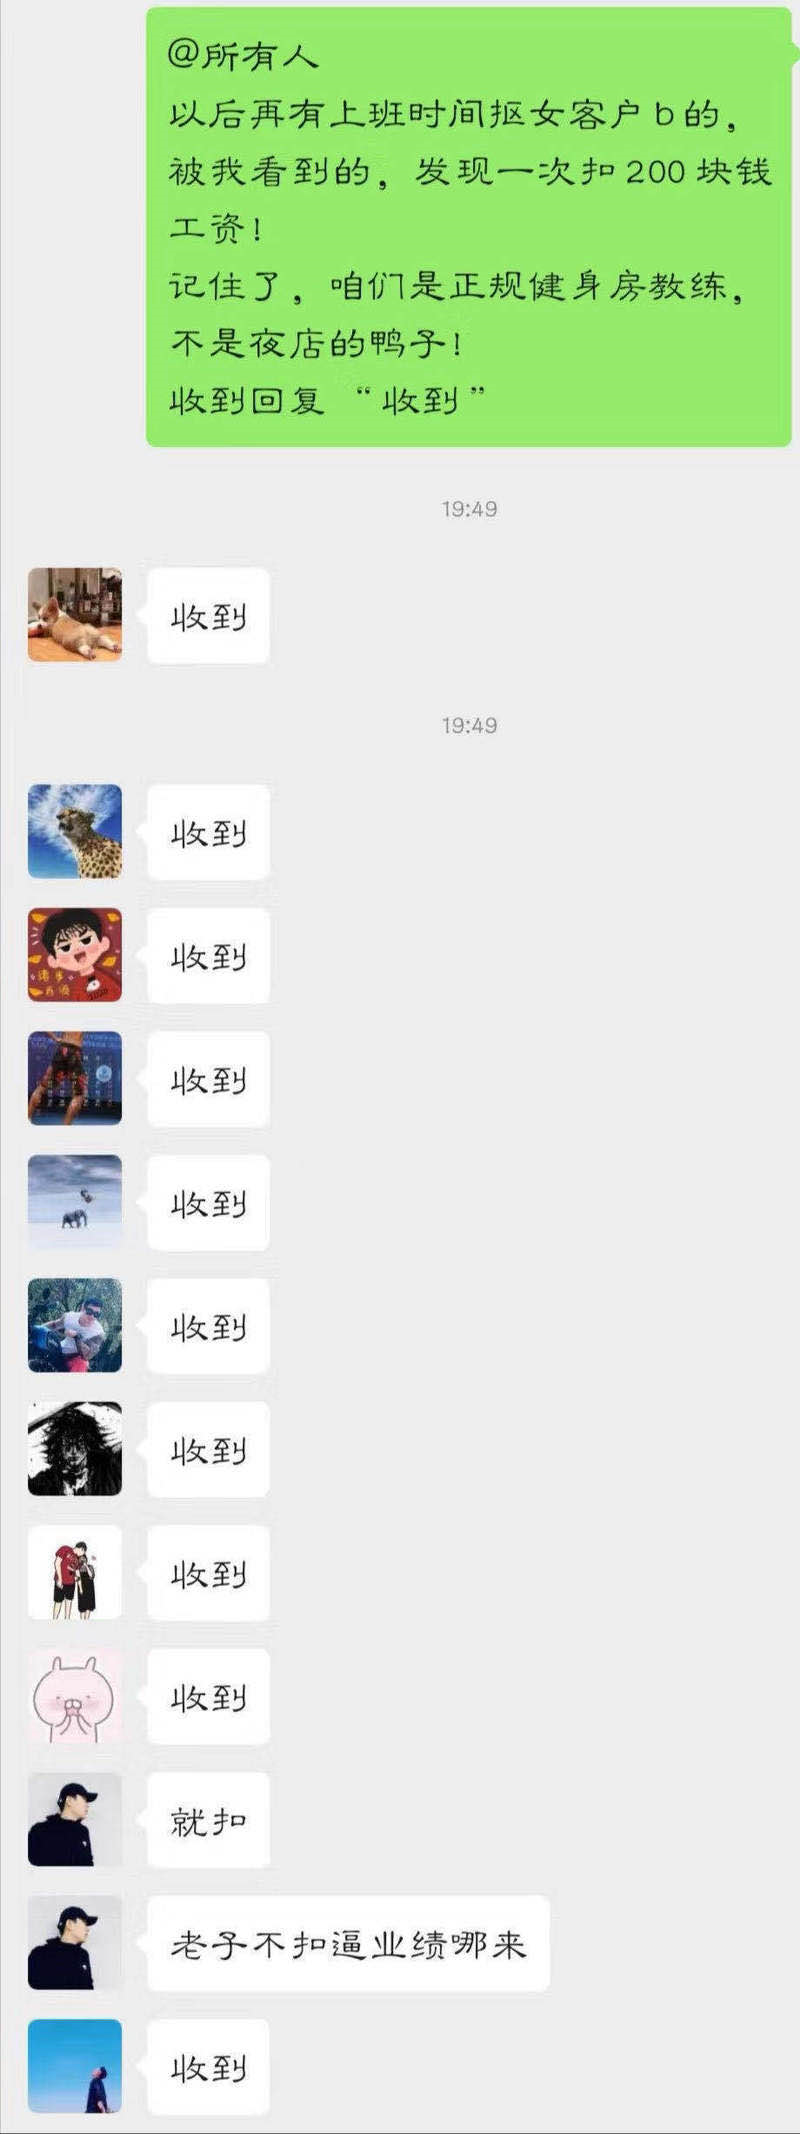 @所有人
以后再有上班时间抠女客户b的，
被我看到的，发现一次扣200块钱
工资！
记住了，咱们是正规健身房教练，
不是夜店的鸭子！
收到回复 “收到”
19:49
收到
19:49
收到
收到
收到
收到
收到
收到
收到
收到
就扣
老子不扣逼业绩哪来
收到